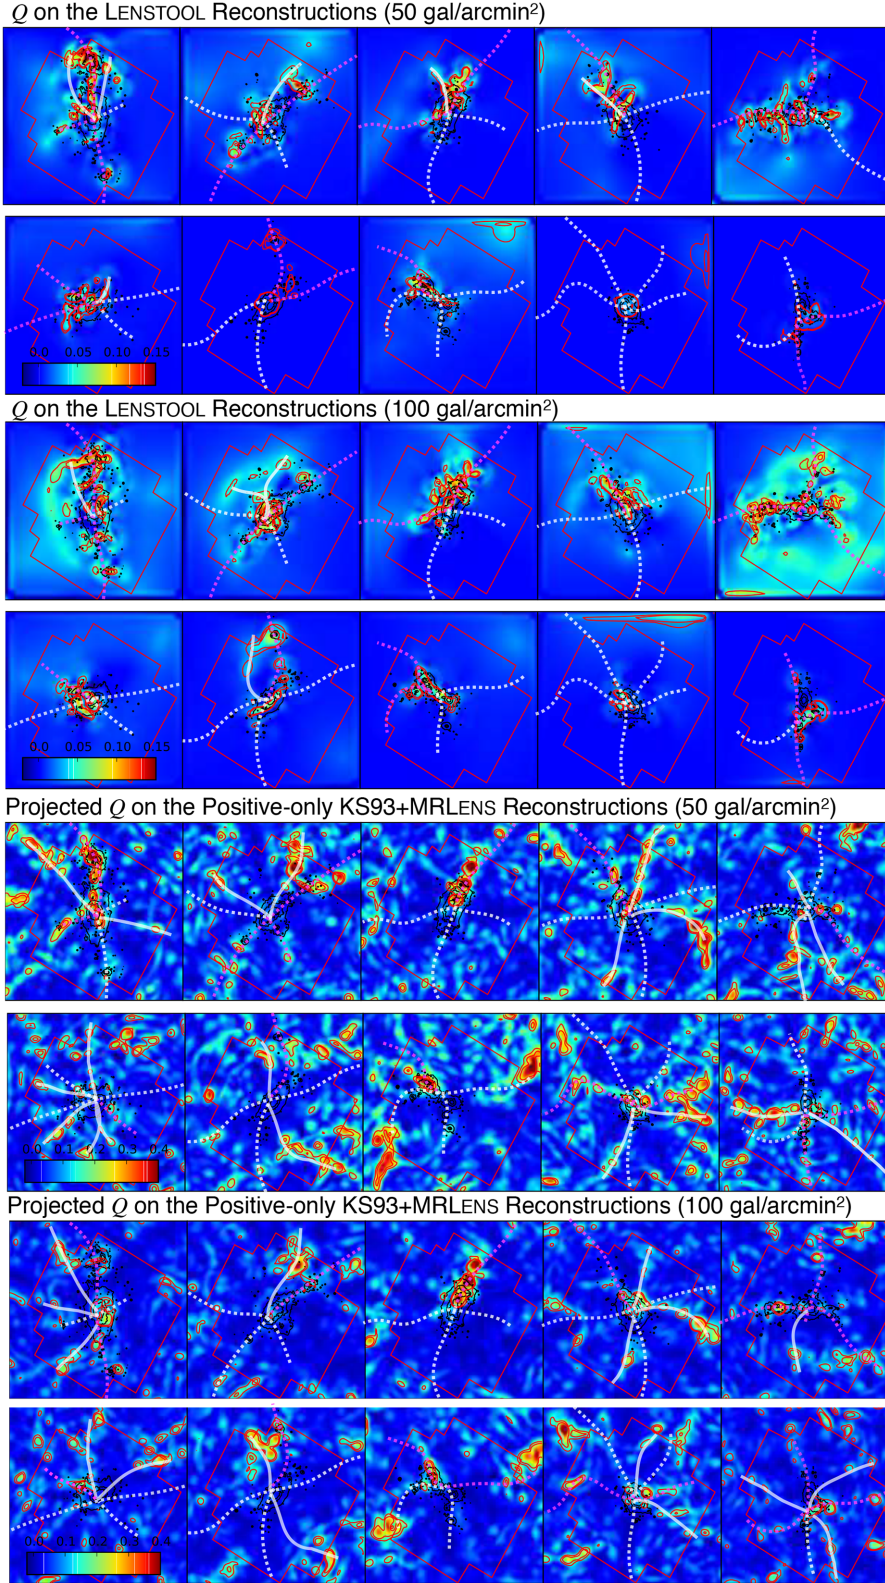 Q on the LENSTOOL Reconstructions (50 gal/arcmin²)
0.0 0.05 0.10 0.15
Q on the LENSTOOL Reconstructions (100 gal/arcmin²)
0.0 0.05 0.10 0.15
Projected Q on the Positive-only KS93+MRLENS Reconstructions (50 gal/arcmin²)
0.0 0.1 0.2 0.3 0.4
Projected Q on the Positive-only KS93+MRLENS Reconstructions (100 gal/arcmin²)
0.0 0.1 0.2 0.3 0.4